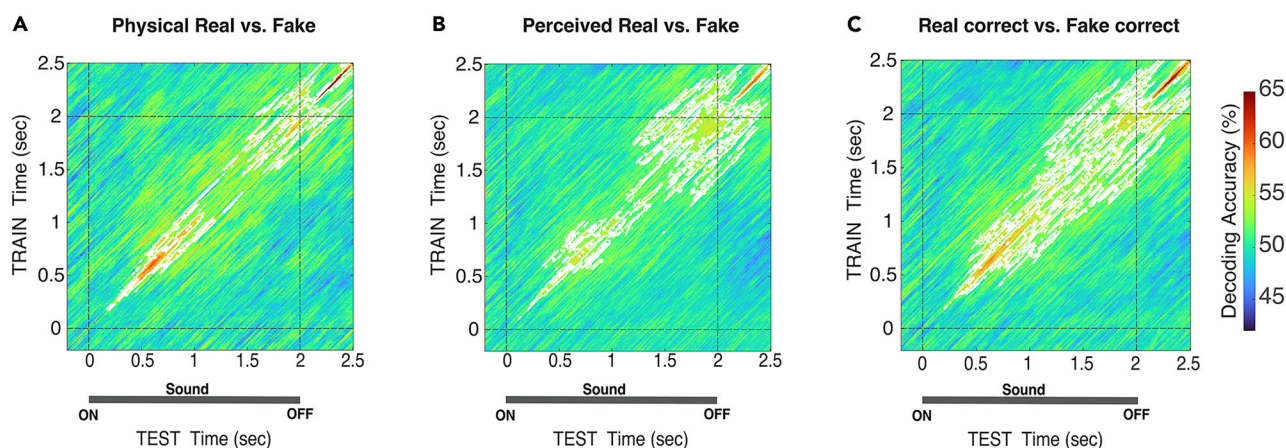 A Physical Real vs. Fake
2.5
2
1.5
1
0.5
0
TRAIN Time (sec)
0 0.5 1 1.5 2 2.5
Sound
ON OFF
TEST Time (sec)
B Perceived Real vs. Fake
2.5
2
1.5
1
0.5
0
TRAIN Time (sec)
0 0.5 1 1.5 2 2.5
Sound
ON OFF
TEST Time (sec)
C Real correct vs. Fake correct
2.5
2
1.5
1
0.5
0
TRAIN Time (sec)
0 0.5 1 1.5 2 2.5
Sound
ON OFF
TEST Time (sec)
65
60
55
50
45
Decoding Accuracy (%)